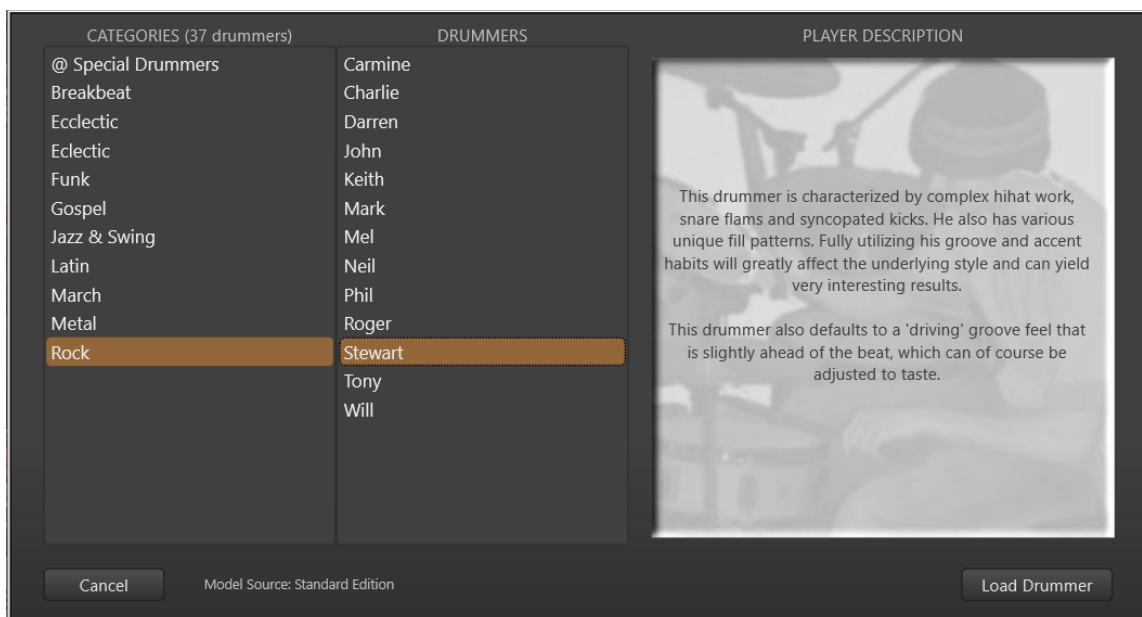 CATEGORIES (37 drummers)
@ Special Drummers
Breakbeat
Ecclectic
Eclectic
Funk
Gospel
Jazz & Swing
Latin
March
Metal
Rock
DRUMMERS
Carmine
Charlie
Darren
John
Keith
Mark
Mel
Neil
Phil
Roger
Stewart
Tony
Will
PLAYER DESCRIPTION
This drummer is characterized by complex hihat work,
snare flams and syncopated kicks. He also has various
unique fill patterns. Fully utilizing his groove and accent
habits will greatly affect the underlying style and can yield
very interesting results.
This drummer also defaults to a 'driving' groove feel that
is slightly ahead of the beat, which can of course be
adjusted to taste.
Cancel
Model Source: Standard Edition
Load Drummer